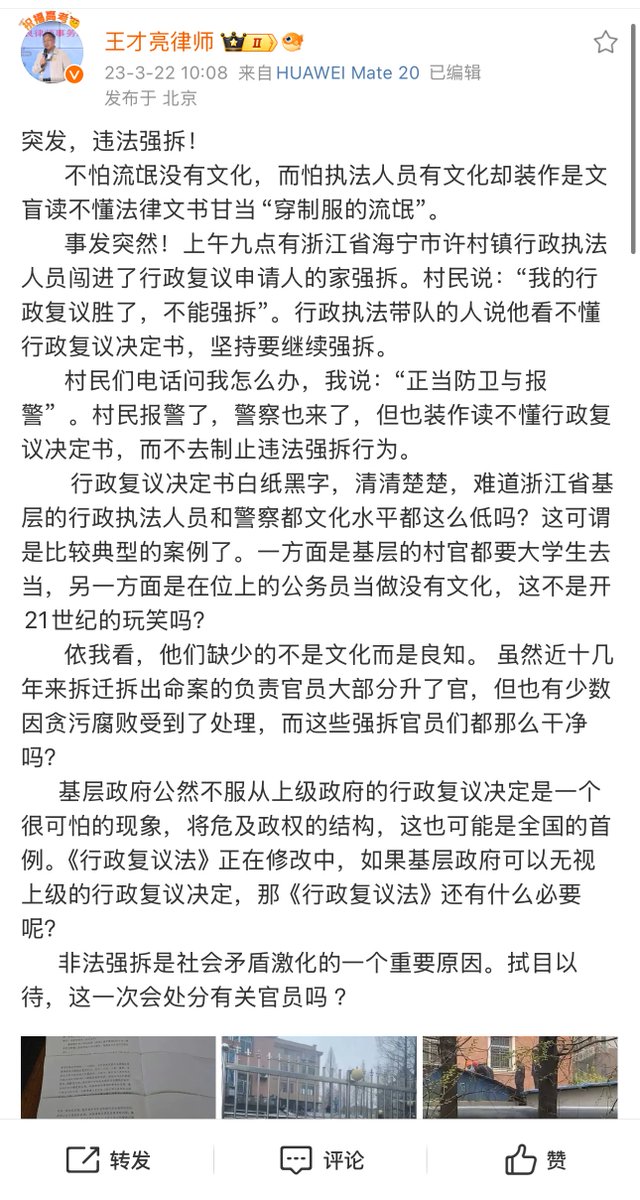 祝福高考
律师事务
王才亮律师
II
23-3-22 10:08 来自HUAWEI Mate 20 已编辑
发布于 北京
突发，违法强拆！
不怕流氓没有文化，而怕执法人员有文化却装作是文
盲读不懂法律文书甘当 “穿制服的流氓”。
事发突然！上午九点有浙江省海宁市许村镇行政执法
人员闯进了行政复议申请人的家强拆。村民说：“我的行
政复议胜了，不能强拆”。行政执法带队的人说他看不懂
行政复议决定书，坚持要继续强拆。
村民们电话问我怎么办，我说：“正当防卫与报
警” 。村民报警了，警察也来了，但也装作读不懂行政复
议决定书，而不去制止违法强拆行为。
行政复议决定书白纸黑字，清清楚楚，难道浙江省基
层的行政执法人员和警察都文化水平都这么低吗？这可谓
是比较典型的案例了。一方面是基层的村官都要大学生去
当，另一方面是在位上的公务员当做没有文化，这不是开
21世纪的玩笑吗？
依我看，他们缺少的不是文化而是良知。 虽然近十几
年来拆迁拆出命案的负责官员大部分升了官，但也有少数
因贪污腐败受到了处理，而这些强拆官员们都那么干净
吗？
基层政府公然不服从上级政府的行政复议决定是一个
很可怕的现象，将危及政权的结构，这也可能是全国的首
例。《行政复议法》正在修改中，如果基层政府可以无视
上级的行政复议决定，那《行政复议法》还有什么必要
呢？
非法强拆是社会矛盾激化的一个重要原因。拭目以
待，这一次会处分有关官员吗 ？
转发
评论
赞